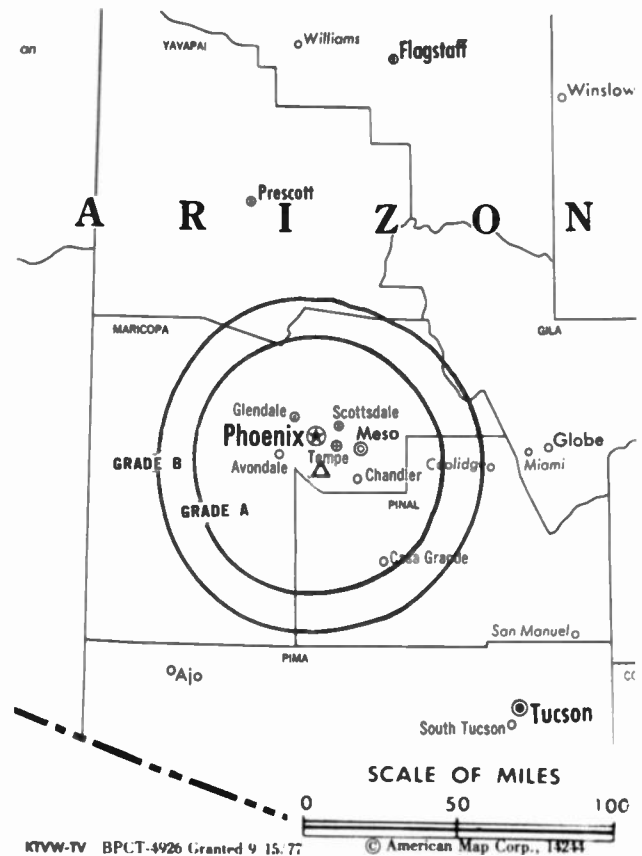 an
YAVAPAI
Williams
Flagstaff
Winslow
Prescott
A R I Z O N
MARICOPA
GILA
Glendale
Scottsdale
Phoenix
Meso
Tempe
Avondale
Globe
Miami
GRADE B
Chandler
Coolidge
GRADE A
PINAL
Casa Grande
San Manuel
PIMA
Ajo
Tucson
South Tucson
SCALE OF MILES
0 50 100
KTVW-TV BPCT-4926 Granted 9 15/77
© American Map Corp., 14244